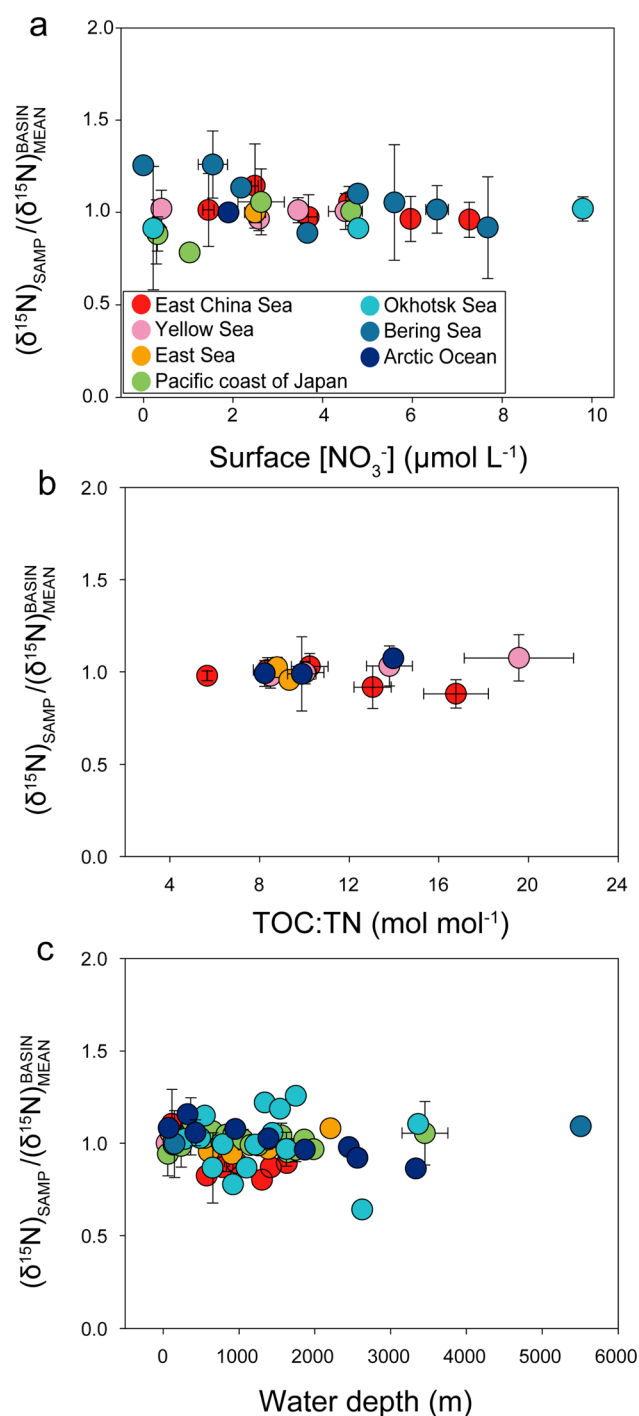 a
2.0
1.5
1.0
0.5
0.0
(δ¹⁵N)SAMP/(δ¹⁵N)BASIN MEAN
East China Sea
Yellow Sea
East Sea
Pacific coast of Japan
Okhotsk Sea
Bering Sea
Arctic Ocean
0 2 4 6 8 10
Surface [NO₃⁻] (μmol L⁻¹)
b
2.0
1.5
1.0
0.5
0.0
(δ¹⁵N)SAMP/(δ¹⁵N)BASIN MEAN
4 8 12 16 20 24
TOC:TN (mol mol⁻¹)
c
2.0
1.5
1.0
0.5
0.0
(δ¹⁵N)SAMP/(δ¹⁵N)BASIN MEAN
0 1000 2000 3000 4000 5000 6000
Water depth (m)